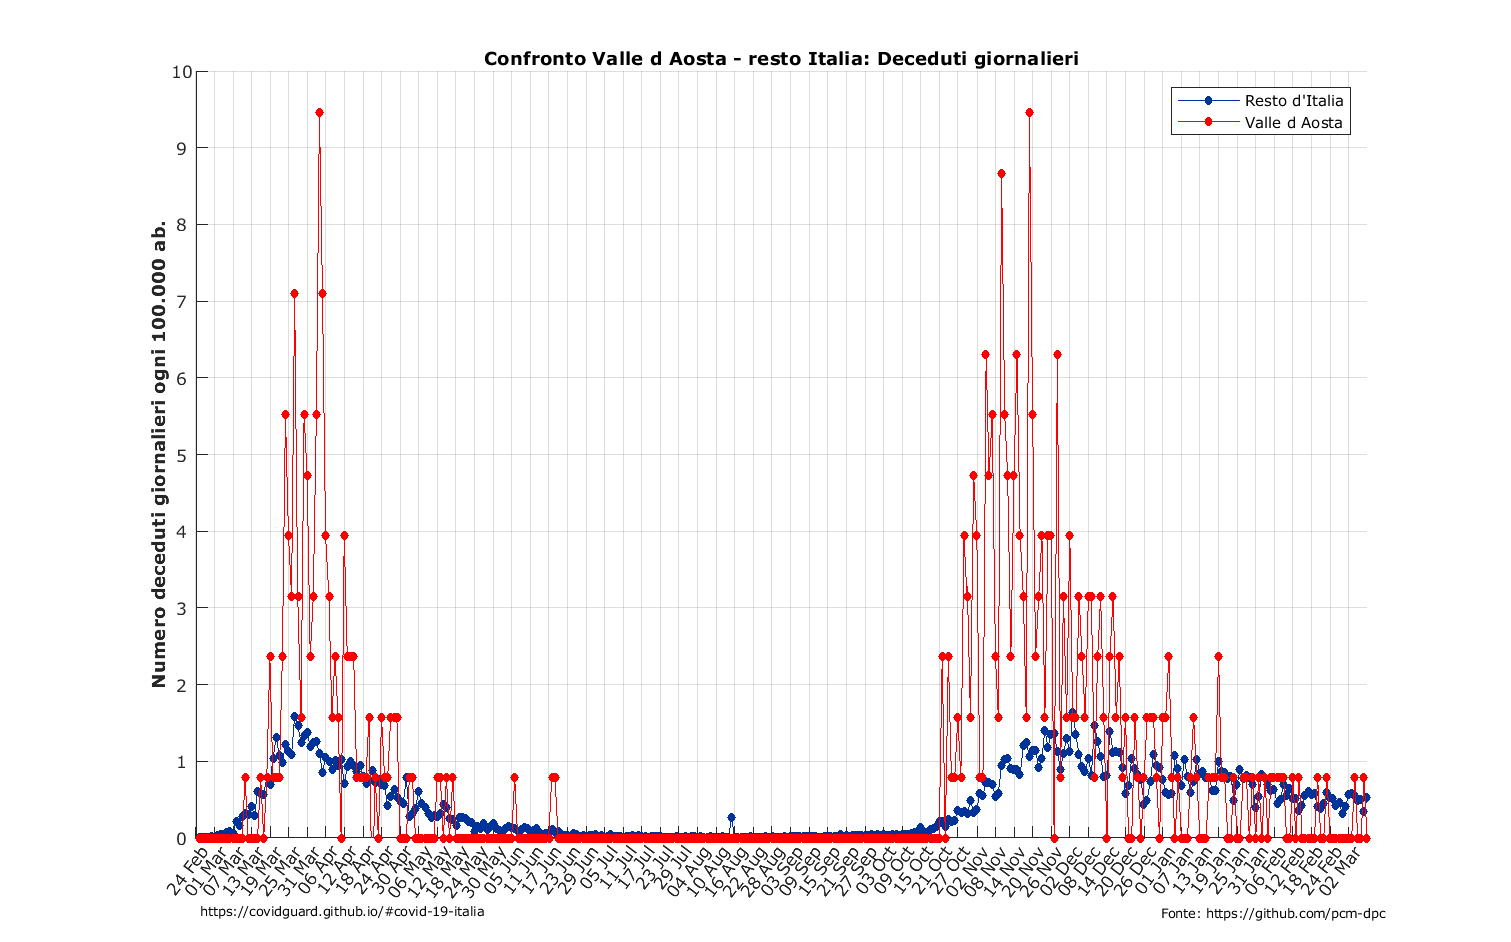 Confronto Valle d Aosta - resto Italia: Deceduti giornalieri
Resto d'Italia
Valle d Aosta
Numero deceduti giornalieri ogni 100.000 ab.
10
9
8
7
6
5
4
3
2
1
0
24 Feb
01 Mar
07 Mar
13 Mar
19 Mar
25 Mar
31 Mar
06 Apr
12 Apr
18 Apr
24 Apr
30 Apr
06 May
12 May
18 May
24 May
30 May
05 Jun
11 Jun
17 Jun
23 Jun
29 Jun
05 Jul
11 Jul
17 Jul
23 Jul
29 Jul
04 Aug
10 Aug
16 Aug
22 Aug
28 Aug
03 Sep
09 Sep
15 Sep
21 Sep
27 Sep
03 Oct
09 Oct
15 Oct
21 Oct
27 Oct
02 Nov
08 Nov
14 Nov
20 Nov
26 Nov
02 Dec
08 Dec
14 Dec
20 Dec
26 Dec
01 Jan
07 Jan
13 Jan
19 Jan
25 Jan
31 Jan
06 Feb
12 Feb
18 Feb
24 Feb
02 Mar
https://covidguard.github.io/#covid-19-italia
Fonte: https://github.com/pcm-dpc